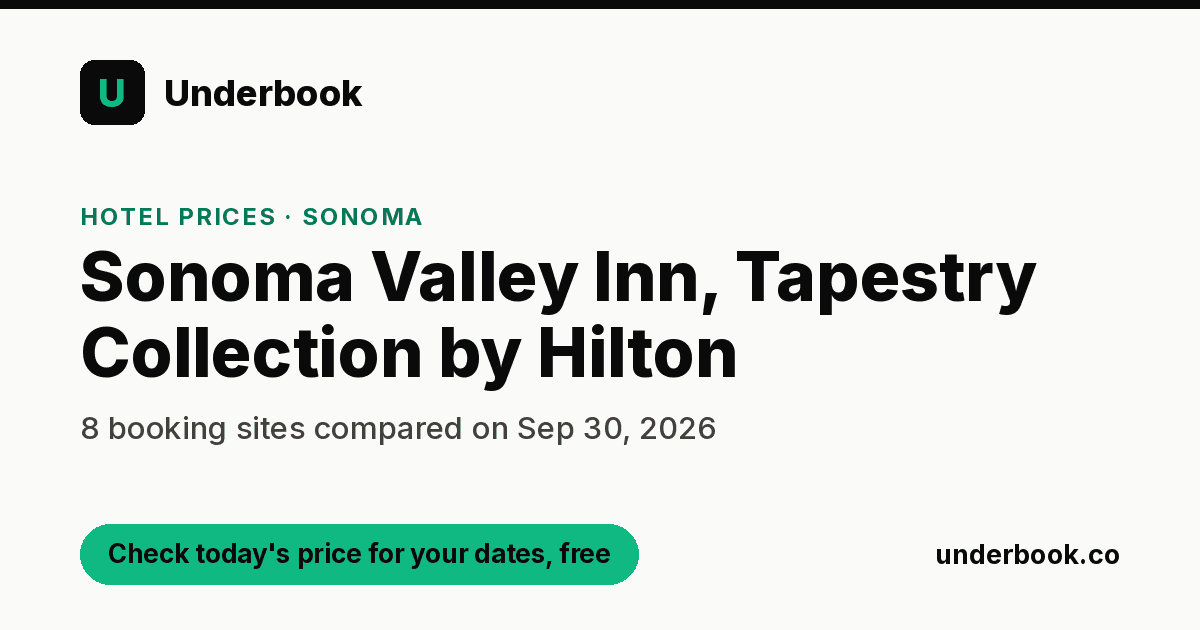 U Underbook
HOTEL PRICES · SONOMA
Sonoma Valley Inn, Tapestry
Collection by Hilton
8 booking sites compared on Sep 30, 2026
Check today's price for your dates, free
underbook.co